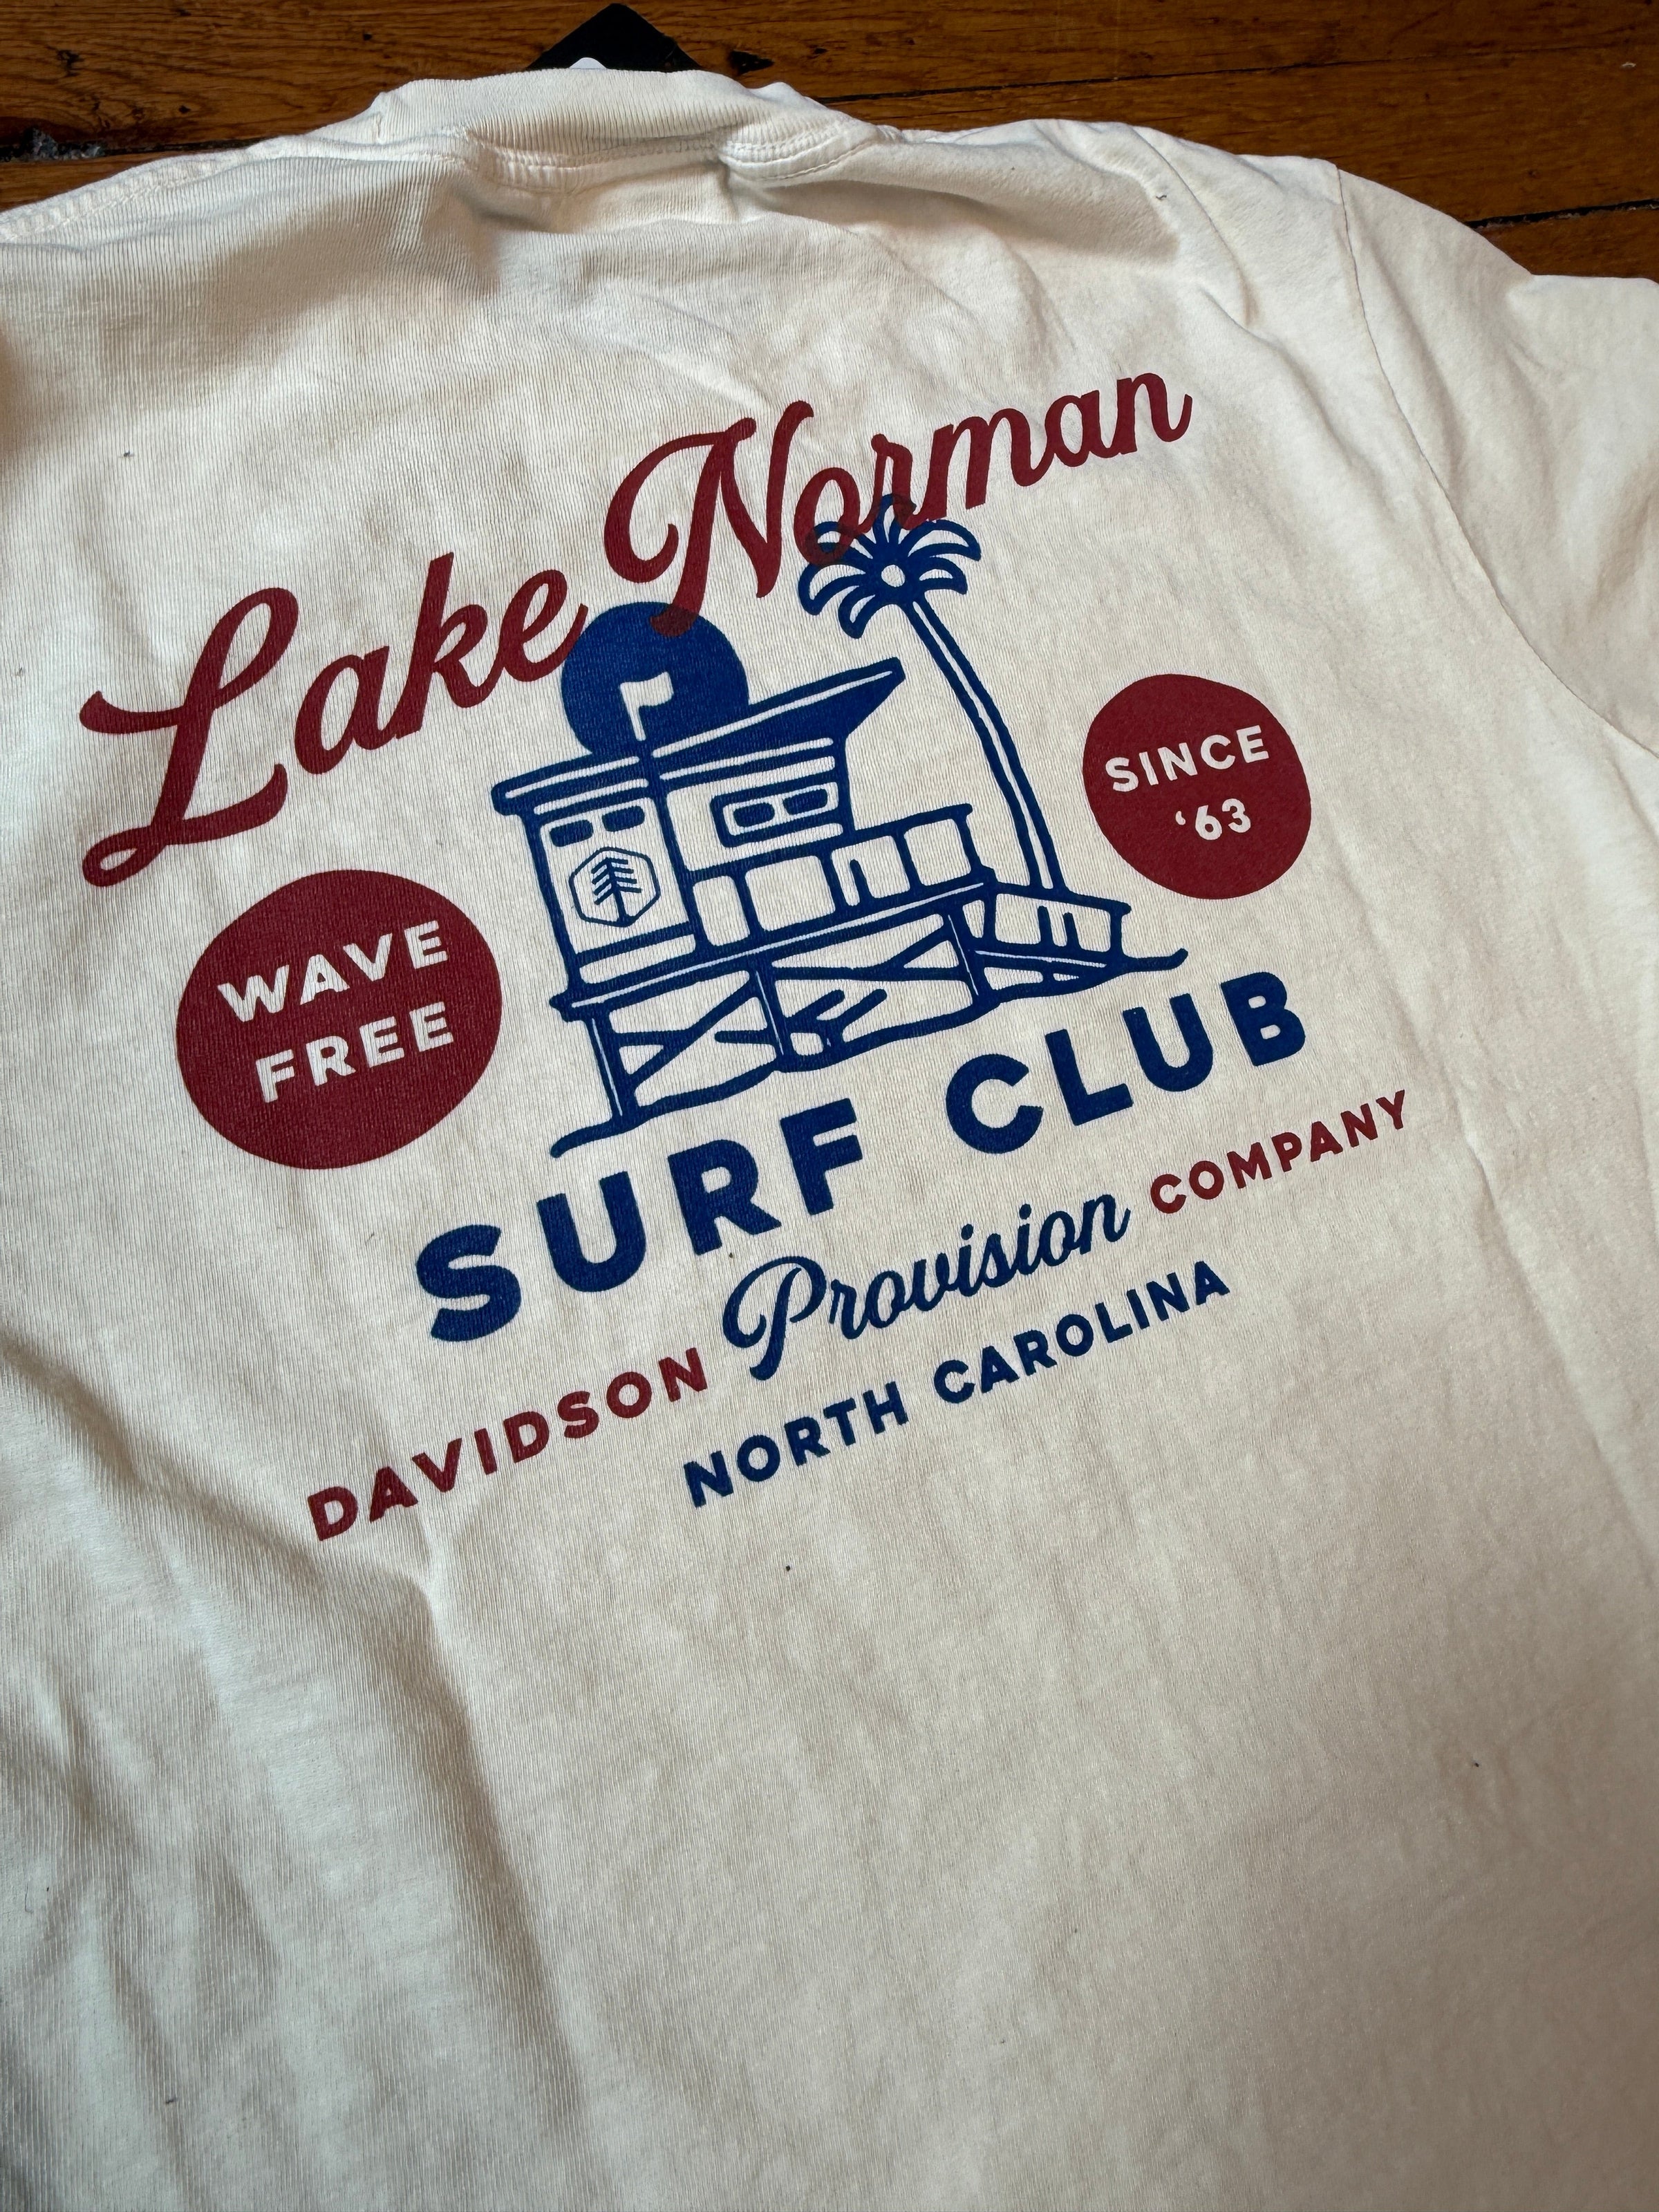 Lake Norman
WAVE
FREE
SINCE
‘63
SURF CLUB
DAVIDSON Provision COMPANY
NORTH CAROLINA